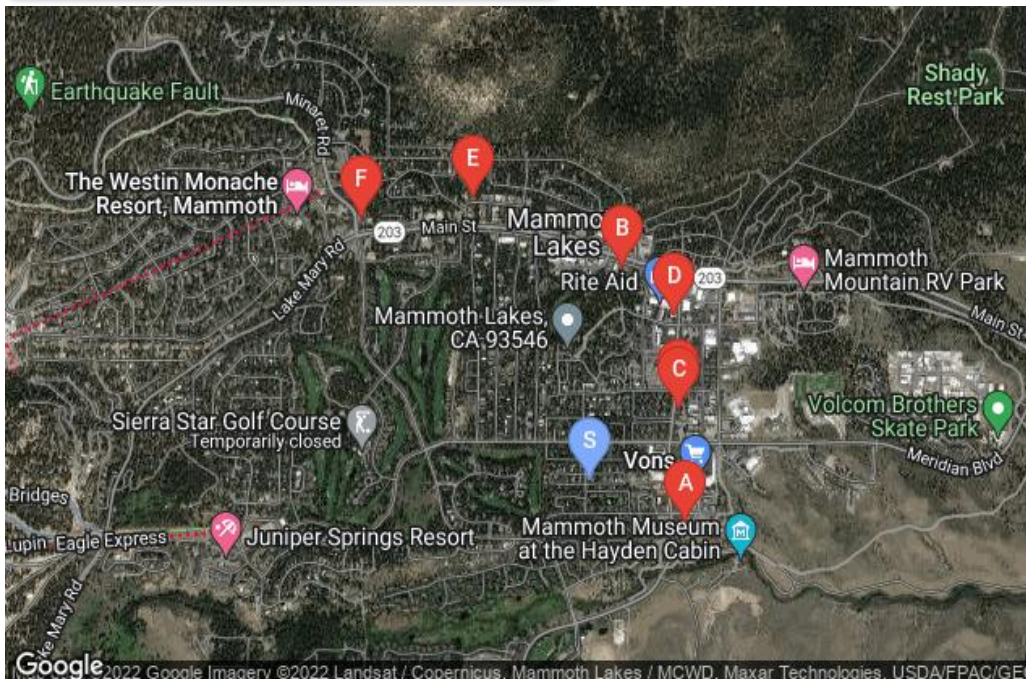 Earthquake Fault
Shady
Rest Park
Minaret Rd
E
The Westin Monache
Resort, Mammoth
F
203
Main St
Lake Mary Rd
Mammo
Lakes
B
Rite Aid
D
203
Mammoth
Mountain RV Park
Main St
Mammoth Lakes,
CA 93546
C
Sierra Star Golf Course
Temporarily closed
Volcom Brothers
Skate Park
S
Vons
Meridian Blvd
A
Bridges
Lupin
Eagle Express
Juniper Springs Resort
Mammoth Museum
at the Hayden Cabin
ke Mary Rd
Google
2022 Google Imagery ©2022 Landsat / Copernicus, Mammoth Lakes / MCWD, Maxar Technologies, USDA/FPAC/GE